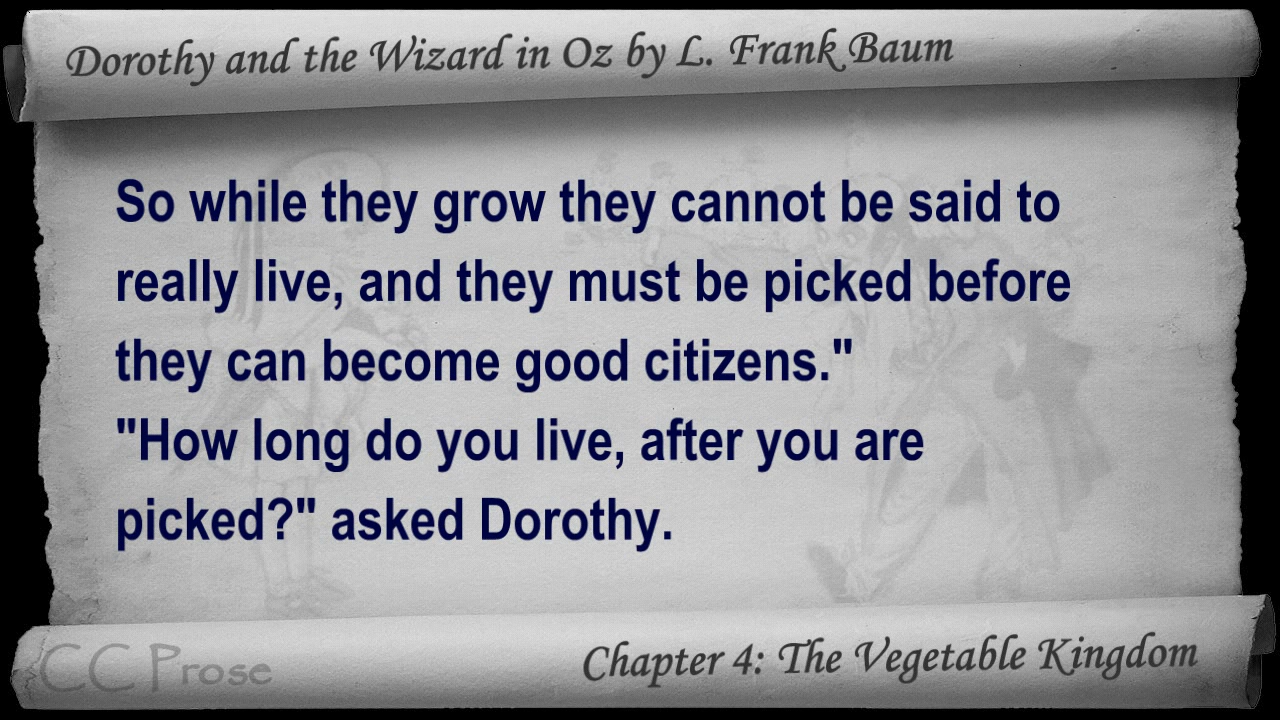 Dorothy and the Wizard in Oz by L. Frank Baum
So while they grow they cannot be said to
really live, and they must be picked before
they can become good citizens."
"How long do you live, after you are
picked?" asked Dorothy.
CC Prose
Chapter 4: The Vegetable Kingdom